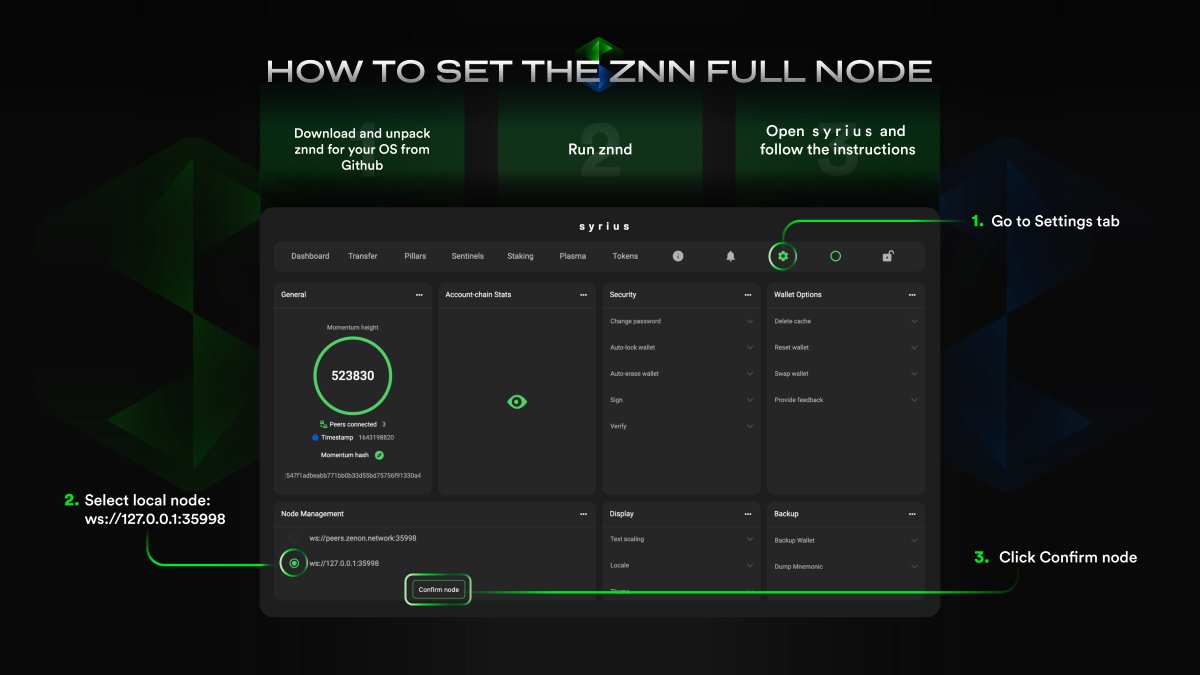 HOW TO SET THE ZNN FULL NODE
1
Download and unpack
znnd for your OS from
Github
2
Run znnd
3
Open syrius and
follow the instructions
syrius
1. Go to Settings tab
Dashboard Transfer Pillars Sentinels Staking Plasma Tokens
General
Momentum height
523830
Peers connected 3
Timestamp 1643198820
Momentum hash
547f1adbeabb771bb0b33d55bd75756f91330a4
Account-chain Stats
Security
Change password
Auto-lock wallet
Auto-erase wallet
Sign
Verify
Wallet Options
Delete cache
Reset wallet
Swap wallet
Provide feedback
2. Select local node:
ws://127.0.0.1:35998
Node Management
ws://peers.zenon.network:35998
ws://127.0.0.1:35998
Confirm node
Display
Text scaling
Locale
Theme
Backup
Backup Wallet
Dump Mnemonic
3. Click Confirm node